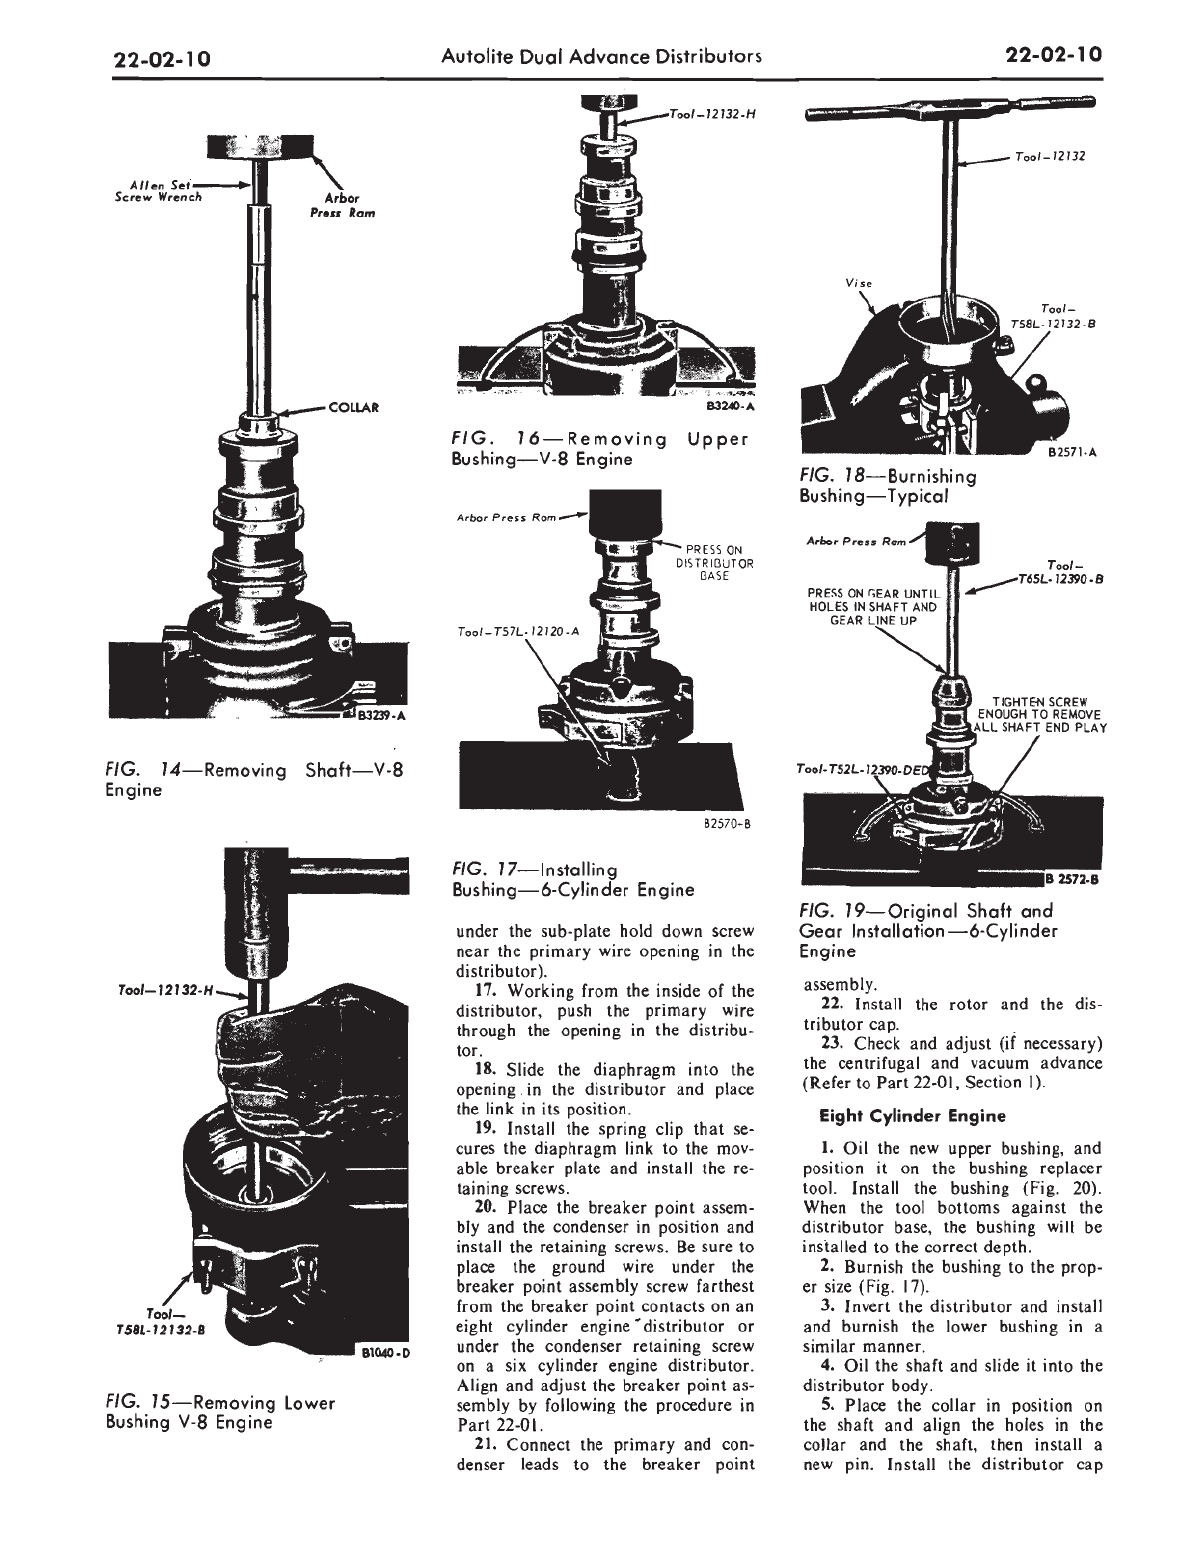 22-02-10
Autolite Dual Advance Distributors
22-02-10
Allen Set
Screw Wrench
Arbor
Press Ram
COLLAR
B3239-A
FIG. 14—Removing Shaft—V-8
Engine
Tool—12132-H
Tool—
T58L-12132-B
B1040-D
FIG. 15—Removing Lower
Bushing V-8 Engine
Tool—12132-H
B3240-A
FIG. 16—Removing Upper
Bushing—V-8 Engine
Arbor Press Ram
PRESS ON
DISTRIBUTOR
BASE
Tool—T57L-12120-A
B2570-B
FIG. 17—Installing
Bushing—6-Cylinder Engine
under the sub-plate hold down screw
near the primary wire opening in the
distributor).
17. Working from the inside of the
distributor, push the primary wire
through the opening in the distribu-
tor.
18. Slide the diaphragm into the
opening in the distributor and place
the link in its position.
19. Install the spring clip that se-
cures the diaphragm link to the mov-
able breaker plate and install the re-
taining screws.
20. Place the breaker point assem-
bly and the condenser in position and
install the retaining screws. Be sure to
place the ground wire under the
breaker point assembly screw farthest
from the breaker point contacts on an
eight cylinder engine distributor or
under the condenser retaining screw
on a six cylinder engine distributor.
Align and adjust the breaker point as-
sembly by following the procedure in
Part 22-01.
21. Connect the primary and con-
denser leads to the breaker point
Tool—12132
Vise
Tool—
T58L-12132-B
B2571-A
FIG. 18—Burnishing
Bushing—Typical
Arbor Press Ram
Tool—
T65L-12390-B
PRESS ON GEAR UNTIL
HOLES IN SHAFT AND
GEAR LINE UP
TIGHTEN SCREW
ENOUGH TO REMOVE
ALL SHAFT END PLAY
Tool-T52L-12390-DED
B 2572-B
FIG. 19—Original Shaft and
Gear Installation—6-Cylinder
Engine
assembly.
22. Install the rotor and the dis-
tributor cap.
23. Check and adjust (if necessary)
the centrifugal and vacuum advance
(Refer to Part 22-01, Section 1).
Eight Cylinder Engine
1. Oil the new upper bushing, and
position it on the bushing replacer
tool. Install the bushing (Fig. 20).
When the tool bottoms against the
distributor base, the bushing will be
installed to the correct depth.
2. Burnish the bushing to the prop-
er size (Fig. 17).
3. Invert the distributor and install
and burnish the lower bushing in a
similar manner.
4. Oil the shaft and slide it into the
distributor body.
5. Place the collar in position on
the shaft and align the holes in the
collar and the shaft, then install a
new pin. Install the distributor cap